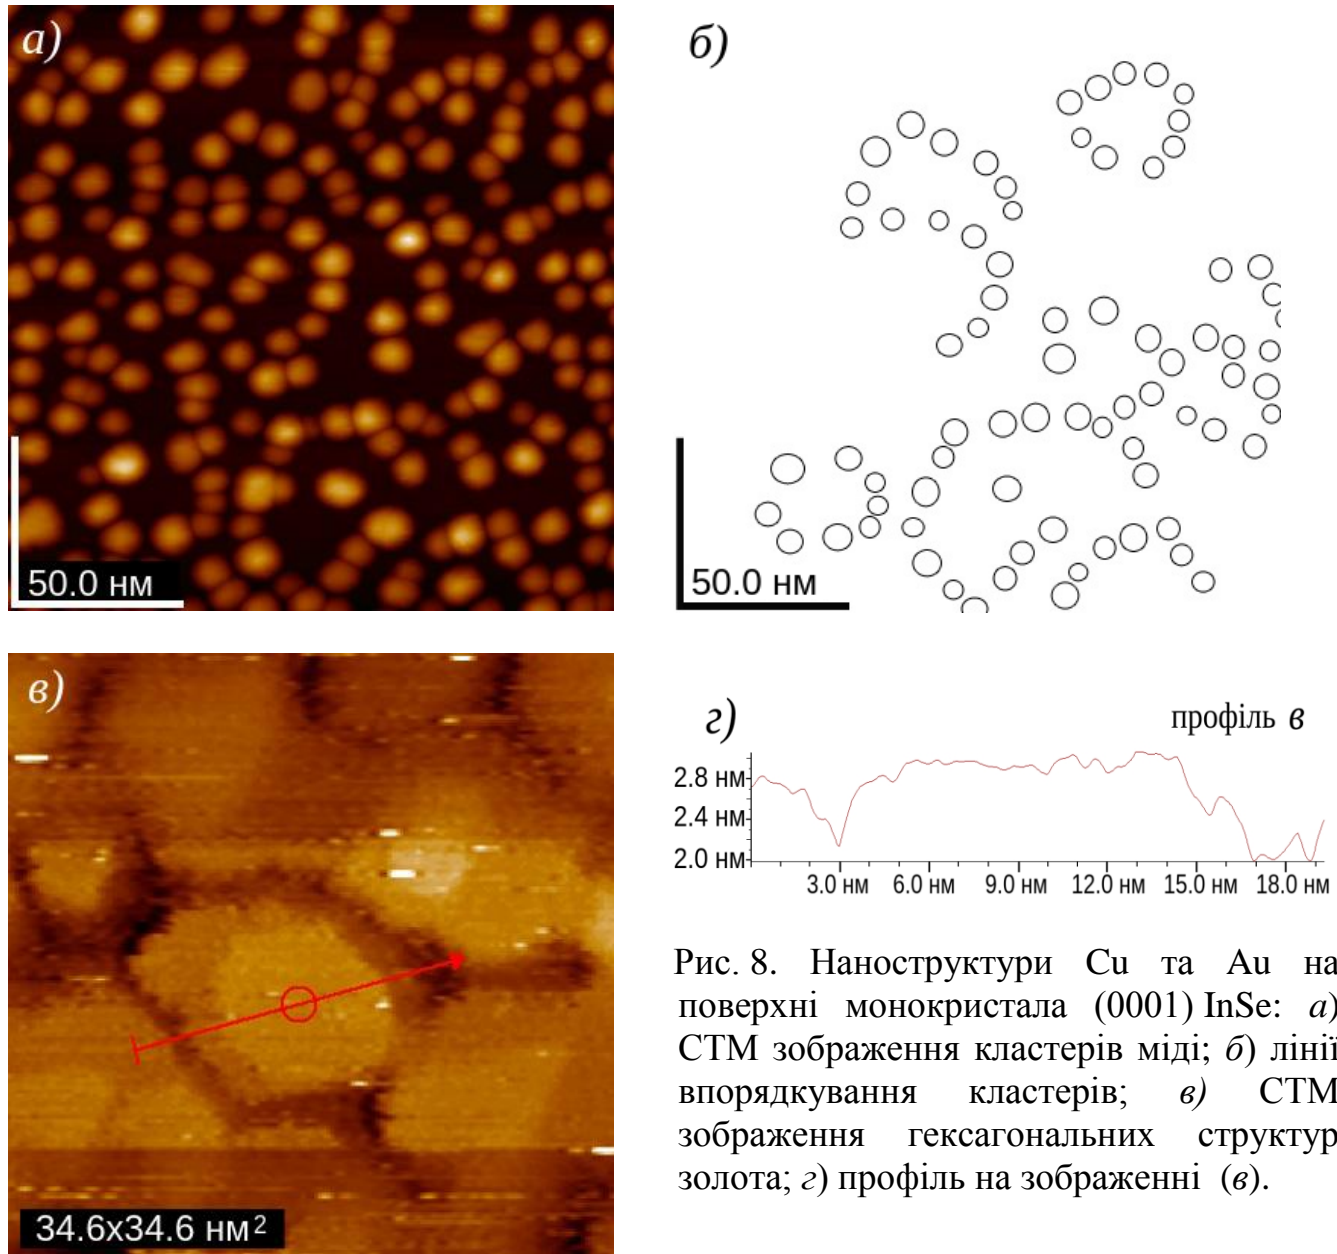 а)
50.0 нм
б)
50.0 нм
в)
34.6x34.6 нм²
г)
профіль в
2.8 нм
2.4 нм
2.0 нм
3.0 нм 6.0 нм 9.0 нм 12.0 нм 15.0 нм 18.0 нм
Рис. 8. Наноструктури Cu та Au на
поверхні монокристала (0001) InSe: а)
СТМ зображення кластерів міді; б) лінії
впорядкування кластерів; в) СТМ
зображення гексагональних структур
золота; г) профіль на зображенні (в).